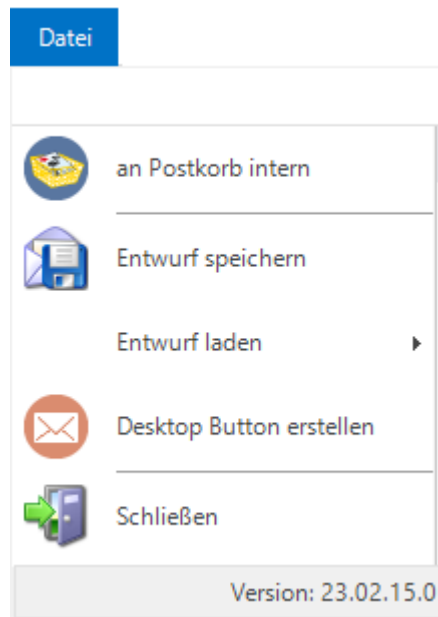 Datei
an Postkorb intern
Entwurf speichern
Entwurf laden
Desktop Button erstellen
Schließen
Version: 23.02.15.0